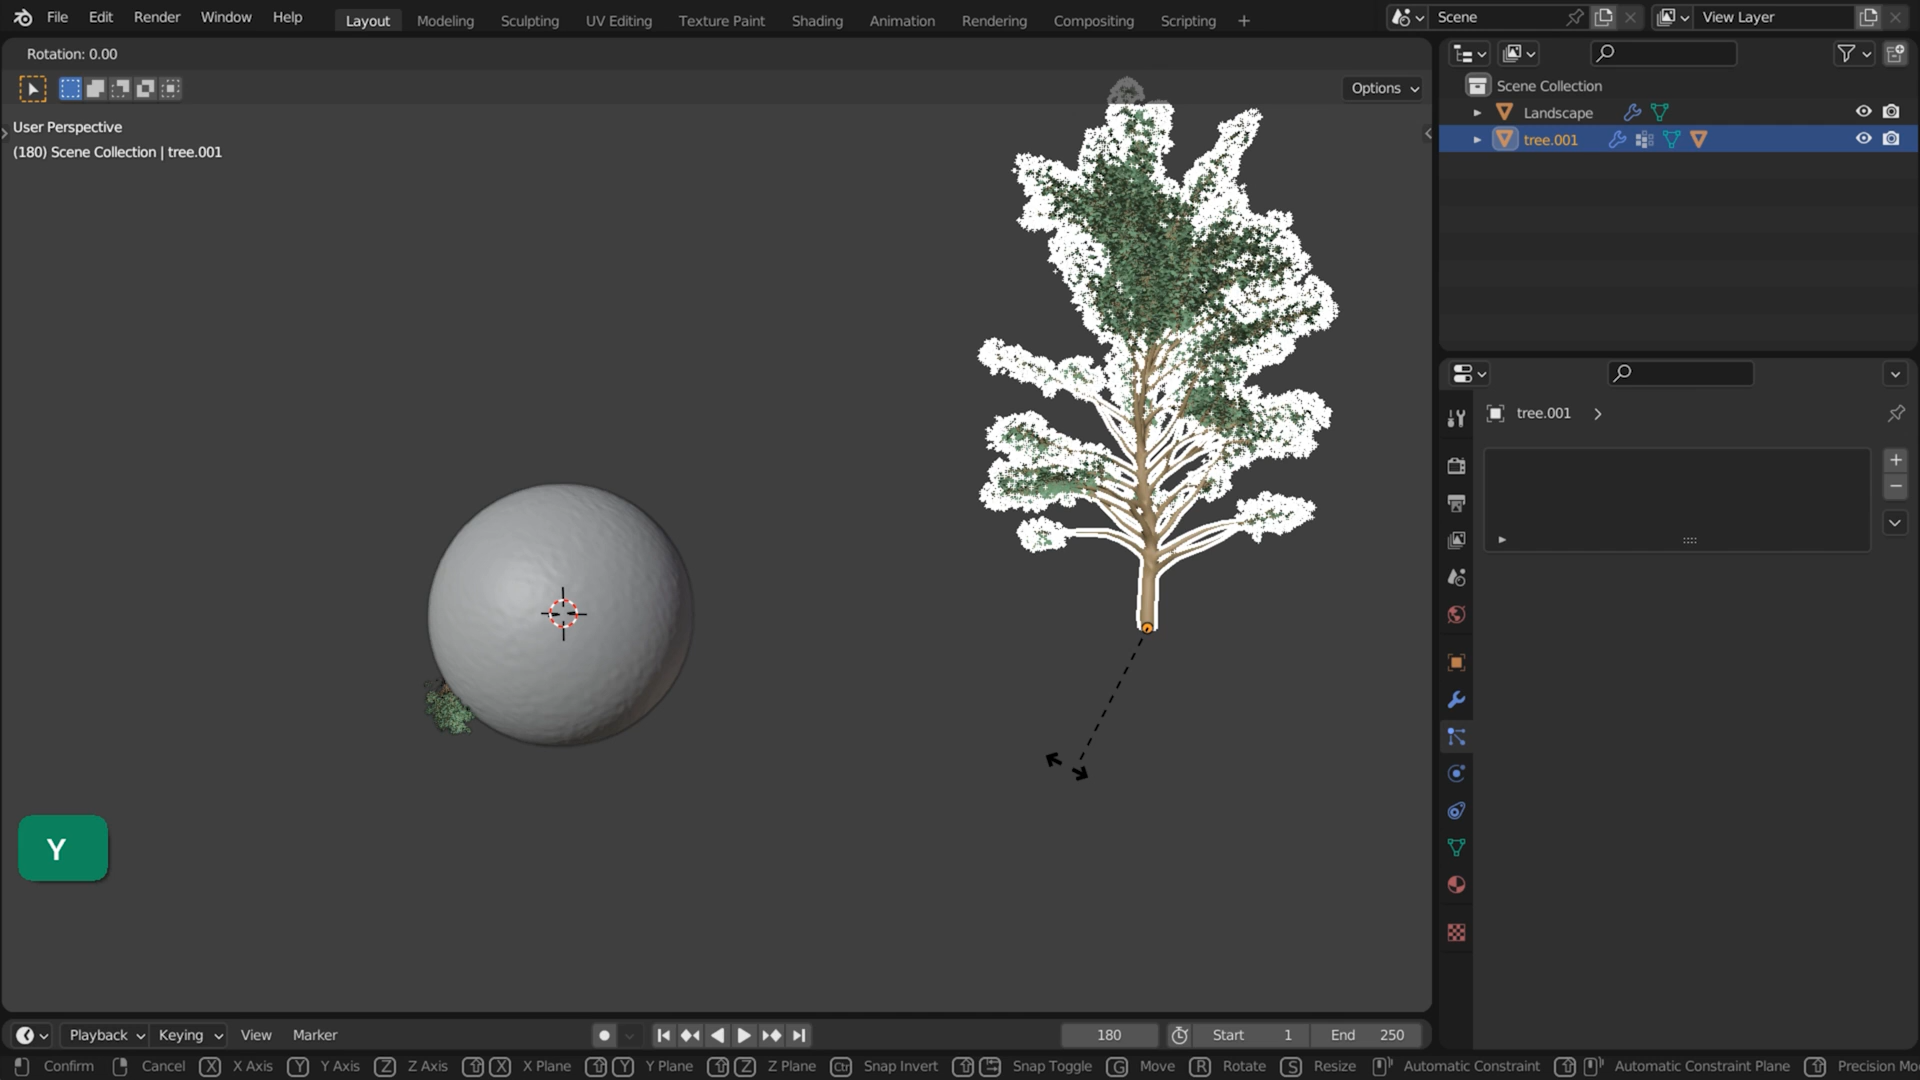 File Edit Render Window Help Layout Modeling Sculpting UV Editing Texture Paint Shading Animation Rendering Compositing Scripting Scene View Layer
Rotation: 0.00
Options
User Perspective
(180) Scene Collection | tree.001
Scene Collection
Landscape
tree.001
tree.001
Y
Playback Keying View Marker 180 Start 1 End 250
Confirm Cancel X X Axis Y Y Axis Z Z Axis X X Plane Y Y Plane Z Z Plane Ctrl Snap Invert Snap Toggle G Move R Rotate S Resize Automatic Constraint Automatic Constraint Plane Precision Mo